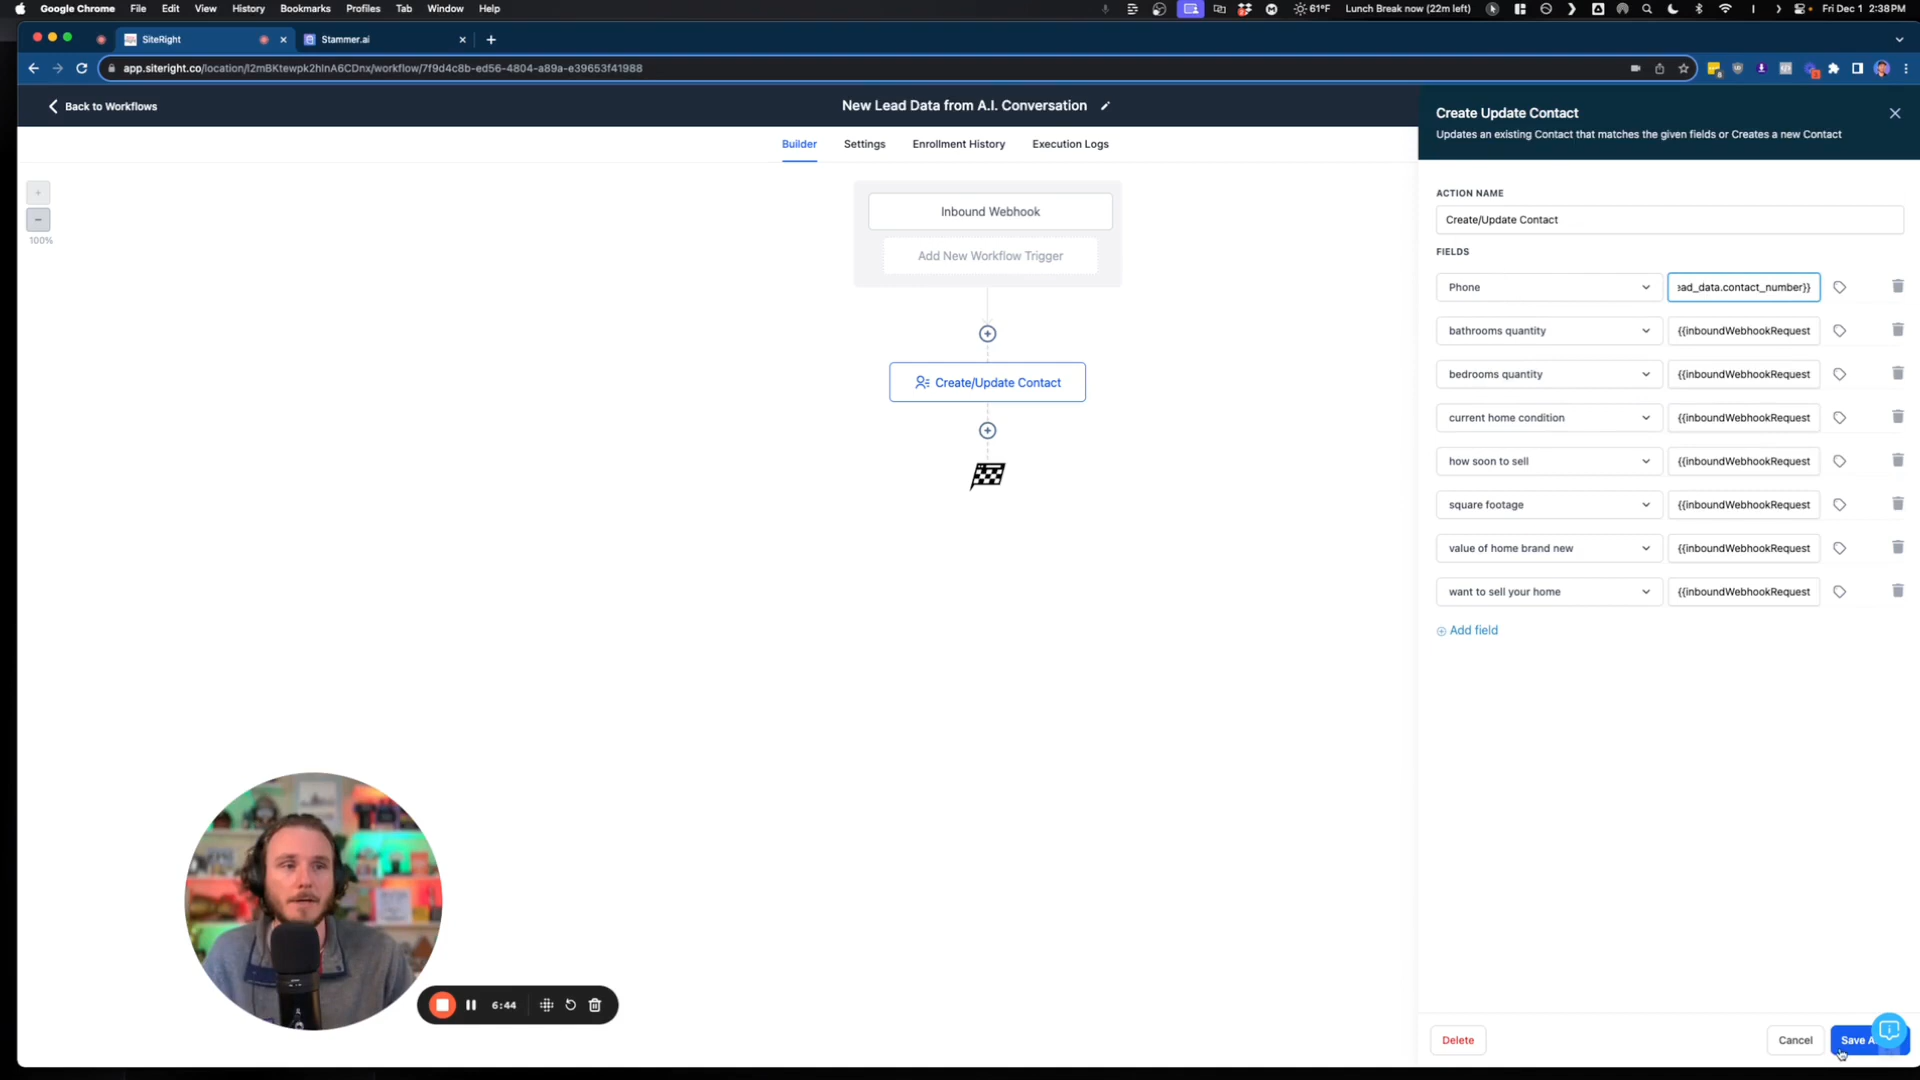 Google Chrome File Edit View History Bookmarks Profiles Tab Window Help 61°F Lunch Break now (22m left) Fri Dec 1 2:38 PM
SiteRight Stammer.ai
app.siteright.co/location/l2mBKtewpk2hlnA6CDnx/workflow/7f9d4c8b-ed56-4804-a89a-e39653f41988
Back to Workflows
New Lead Data from A.I. Conversation
Builder Settings Enrollment History Execution Logs
100%
Inbound Webhook
Add New Workflow Trigger
Create/Update Contact
Create Update Contact
Updates an existing Contact that matches the given fields or Creates a new Contact
ACTION NAME
Create/Update Contact
FIELDS
Phone ead_data.contact_number}}
bathrooms quantity {{inboundWebhookRequest
bedrooms quantity {{inboundWebhookRequest
current home condition {{inboundWebhookRequest
how soon to sell {{inboundWebhookRequest
square footage {{inboundWebhookRequest
value of home brand new {{inboundWebhookRequest
want to sell your home {{inboundWebhookRequest
Add field
6:44
Delete Cancel Save A